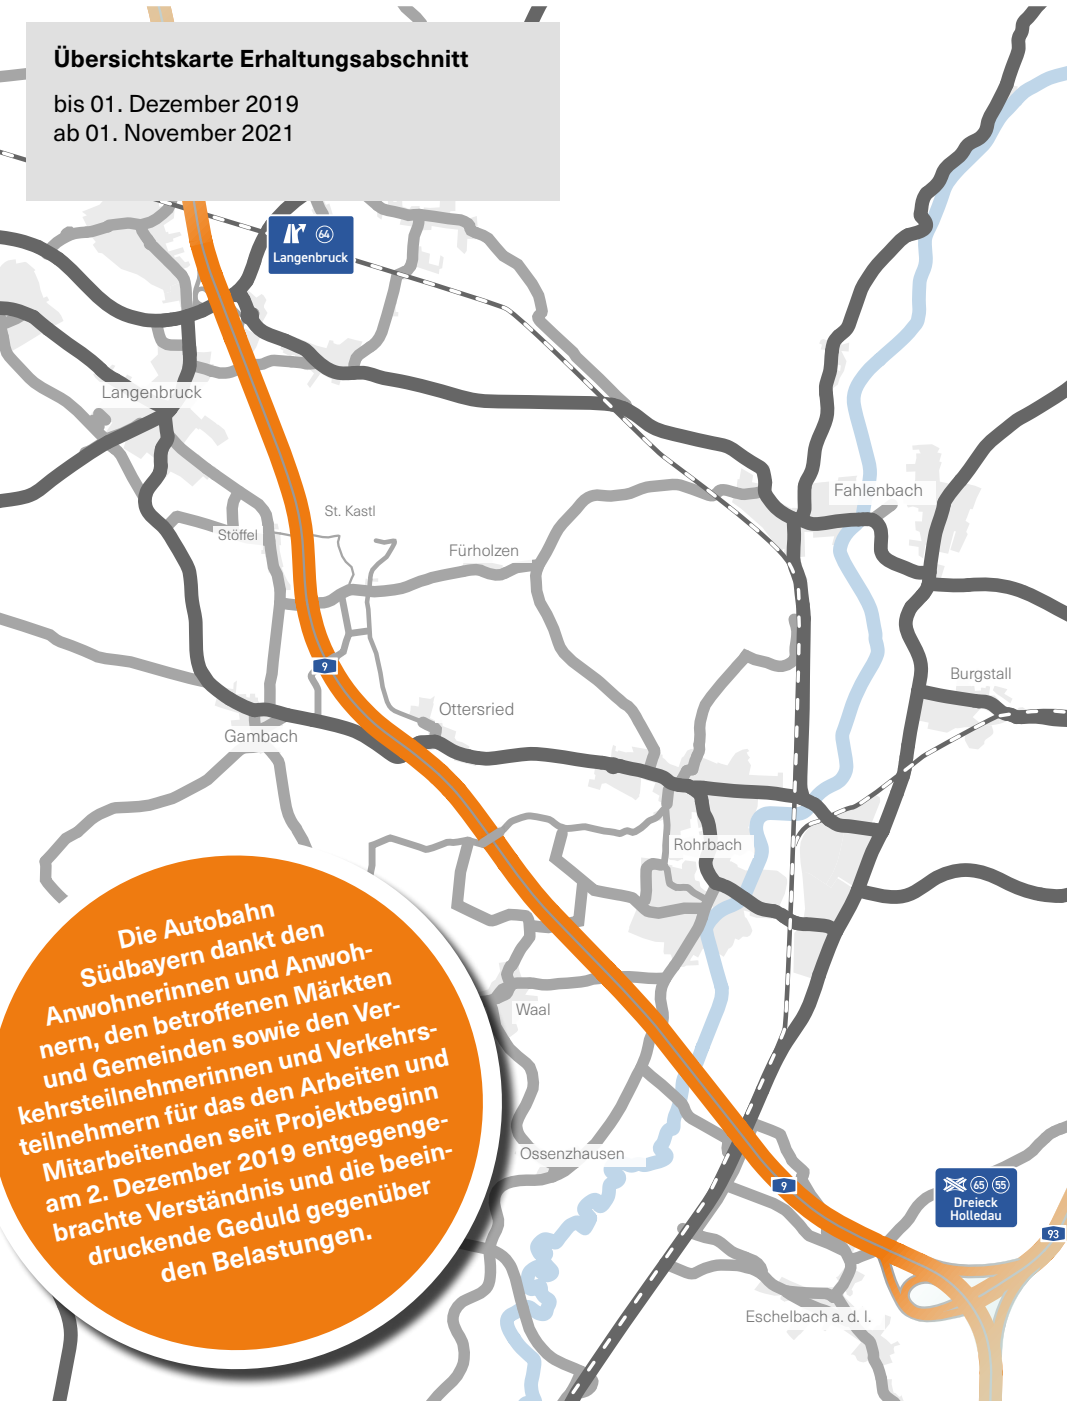 Übersichtskarte Erhaltungsabschnitt
bis 01. Dezember 2019
ab 01. November 2021
64
Langenbruck
Langenbruck
St. Kastl
Stöffel
Fahlenbach
Fürholzen
9
Burgstall
Ottersried
Gambach
Rohrbach
Die Autobahn
Südbayern dankt den
Anwohnerinnen und Anwoh-
nern, den betroffenen Märkten
und Gemeinden sowie den Ver-
kehrsteilnehmerinnen und Verkehrs-
teilnehmern für das den Arbeiten und
Mitarbeitenden seit Projektbeginn
am 2. Dezember 2019 entgegenge-
brachte Verständnis und die beein-
druckende Geduld gegenüber
den Belastungen.
Waal
Ossenzhausen
9
65 55
Dreieck
Holledau
93
Eschelbach a. d. I.